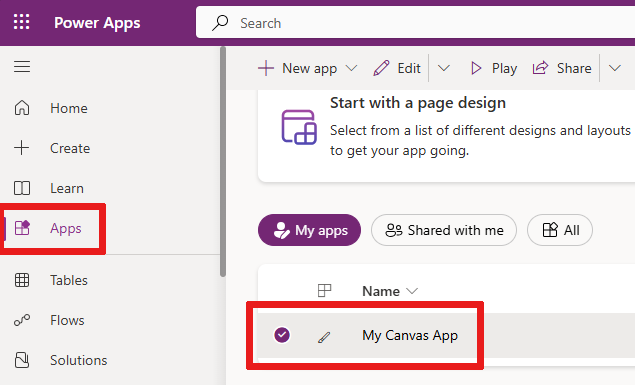 Power Apps
Search
New app
Edit
Play
Share
Start with a page design
Select from a list of different designs and layouts
to get your app going.
Home
Create
Learn
Apps
Tables
Flows
Solutions
My apps
Shared with me
All
Name
My Canvas App